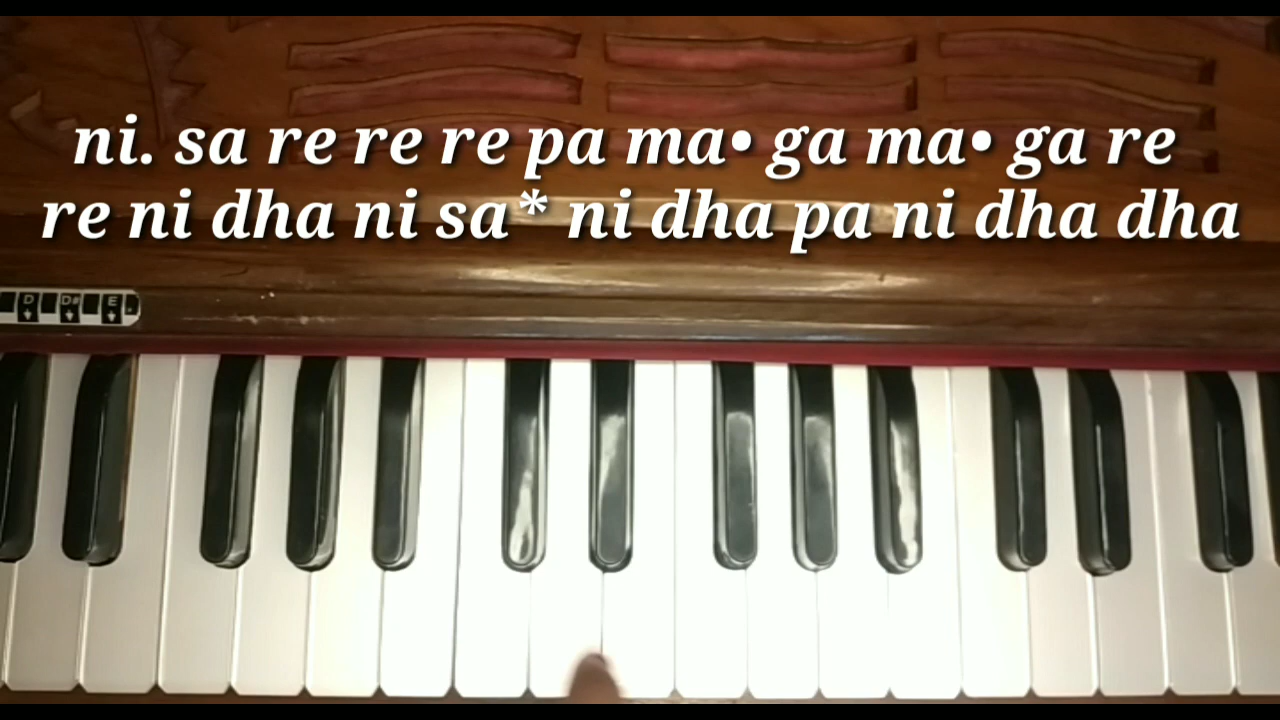 ni. sa re re re pa ma• ga ma• ga re
re ni dha ni sa* ni dha pa ni dha dha
D D# E